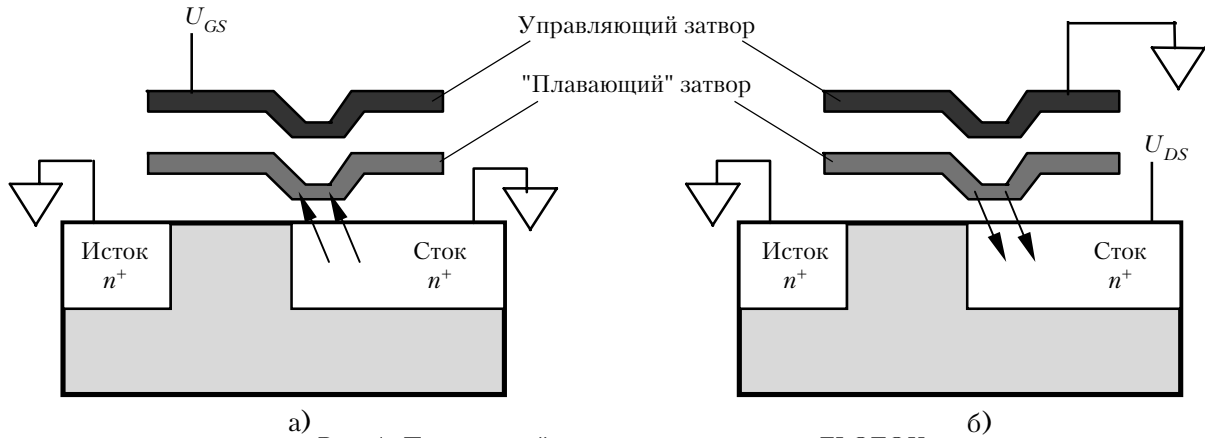 U_GS
Управляющий затвор
"Плавающий" затвор
U_DS
Исток
n⁺
Сток
n⁺
Исток
n⁺
Сток
n⁺
а)
б)